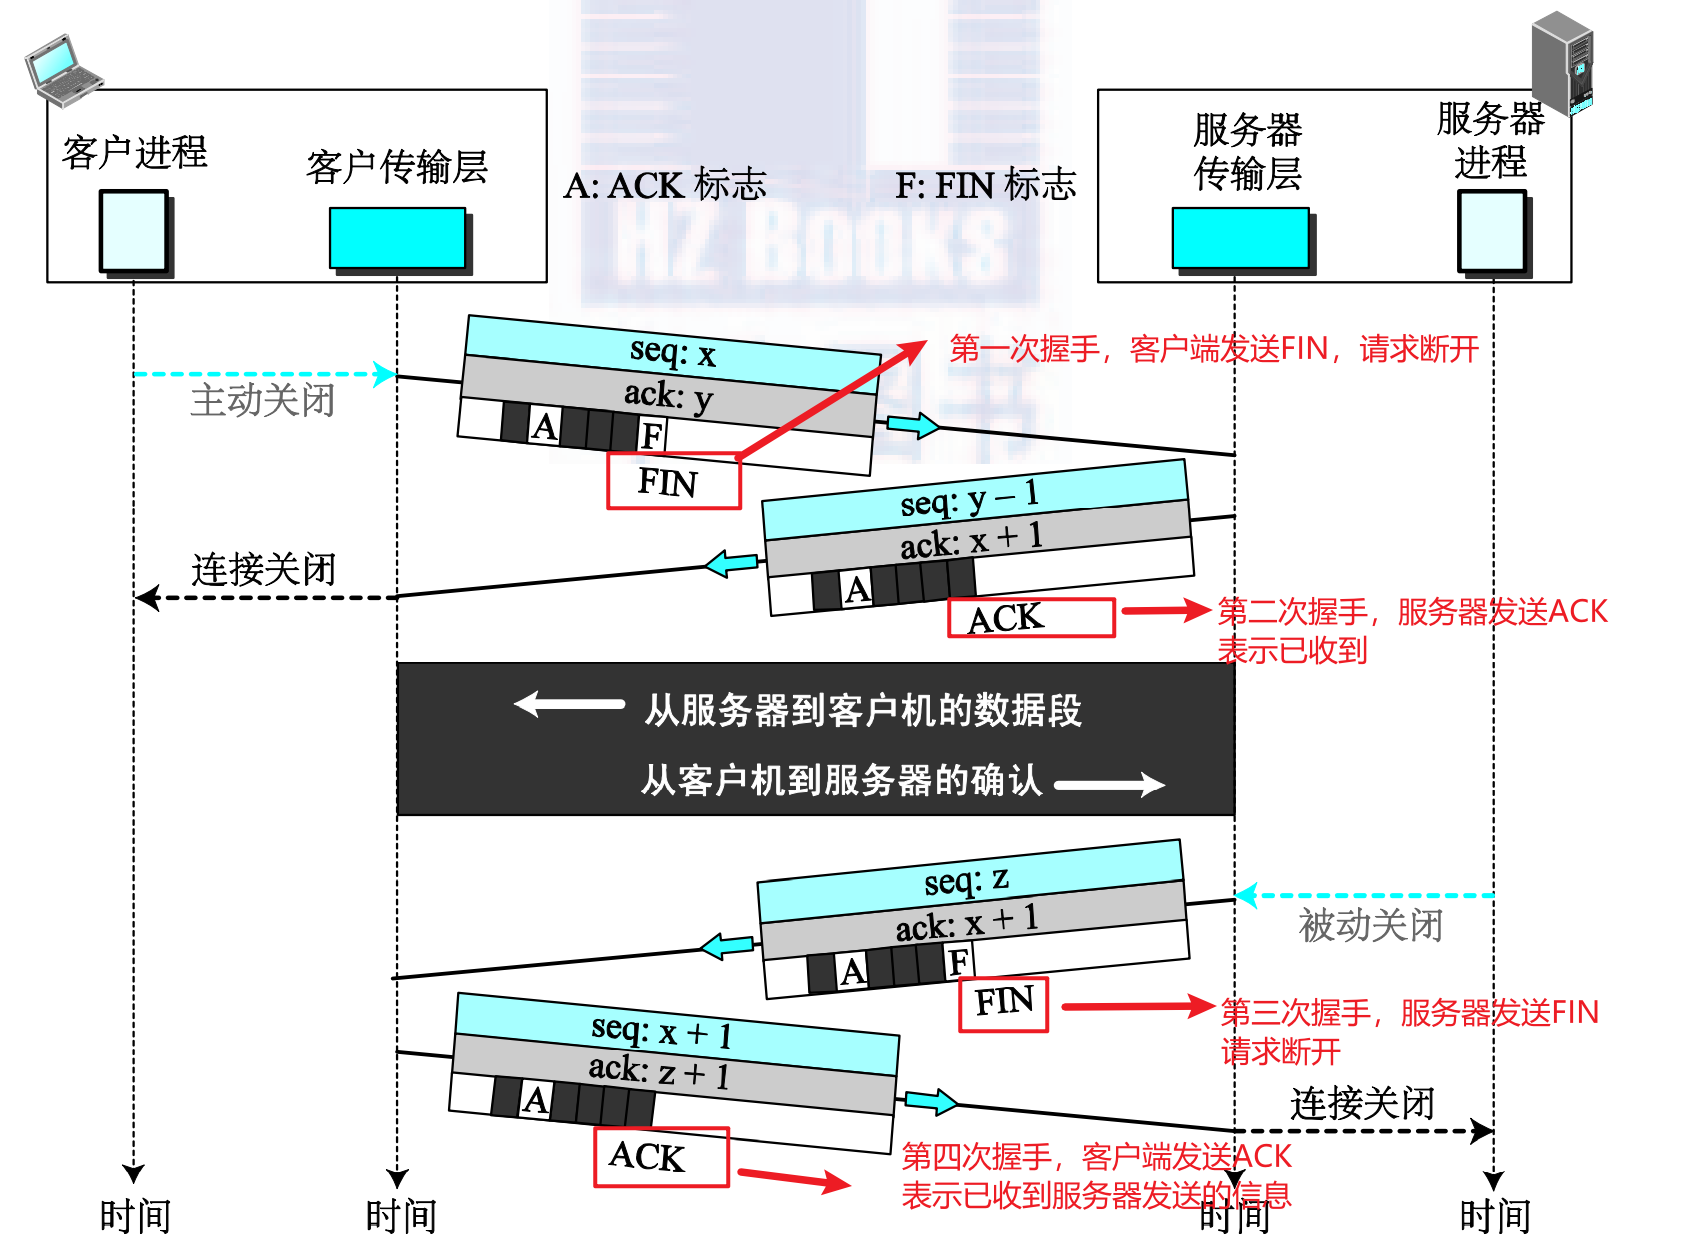 客户进程
客户传输层
A: ACK 标志
F: FIN 标志
服务器
传输层
服务器
进程
HZ BOOKS
图书
主动关闭
seq: x
ack: y
A
F
FIN
第一次握手，客户端发送FIN，请求断开
seq: y – 1
ack: x + 1
A
ACK
连接关闭
第二次握手，服务器发送ACK
表示已收到
从服务器到客户机的数据段
从客户机到服务器的确认
seq: z
ack: x + 1
A
F
FIN
被动关闭
第三次握手，服务器发送FIN
请求断开
seq: x + 1
ack: z + 1
A
ACK
连接关闭
第四次握手，客户端发送ACK
表示已收到服务器发送的信息
时间
时间
时间
时间